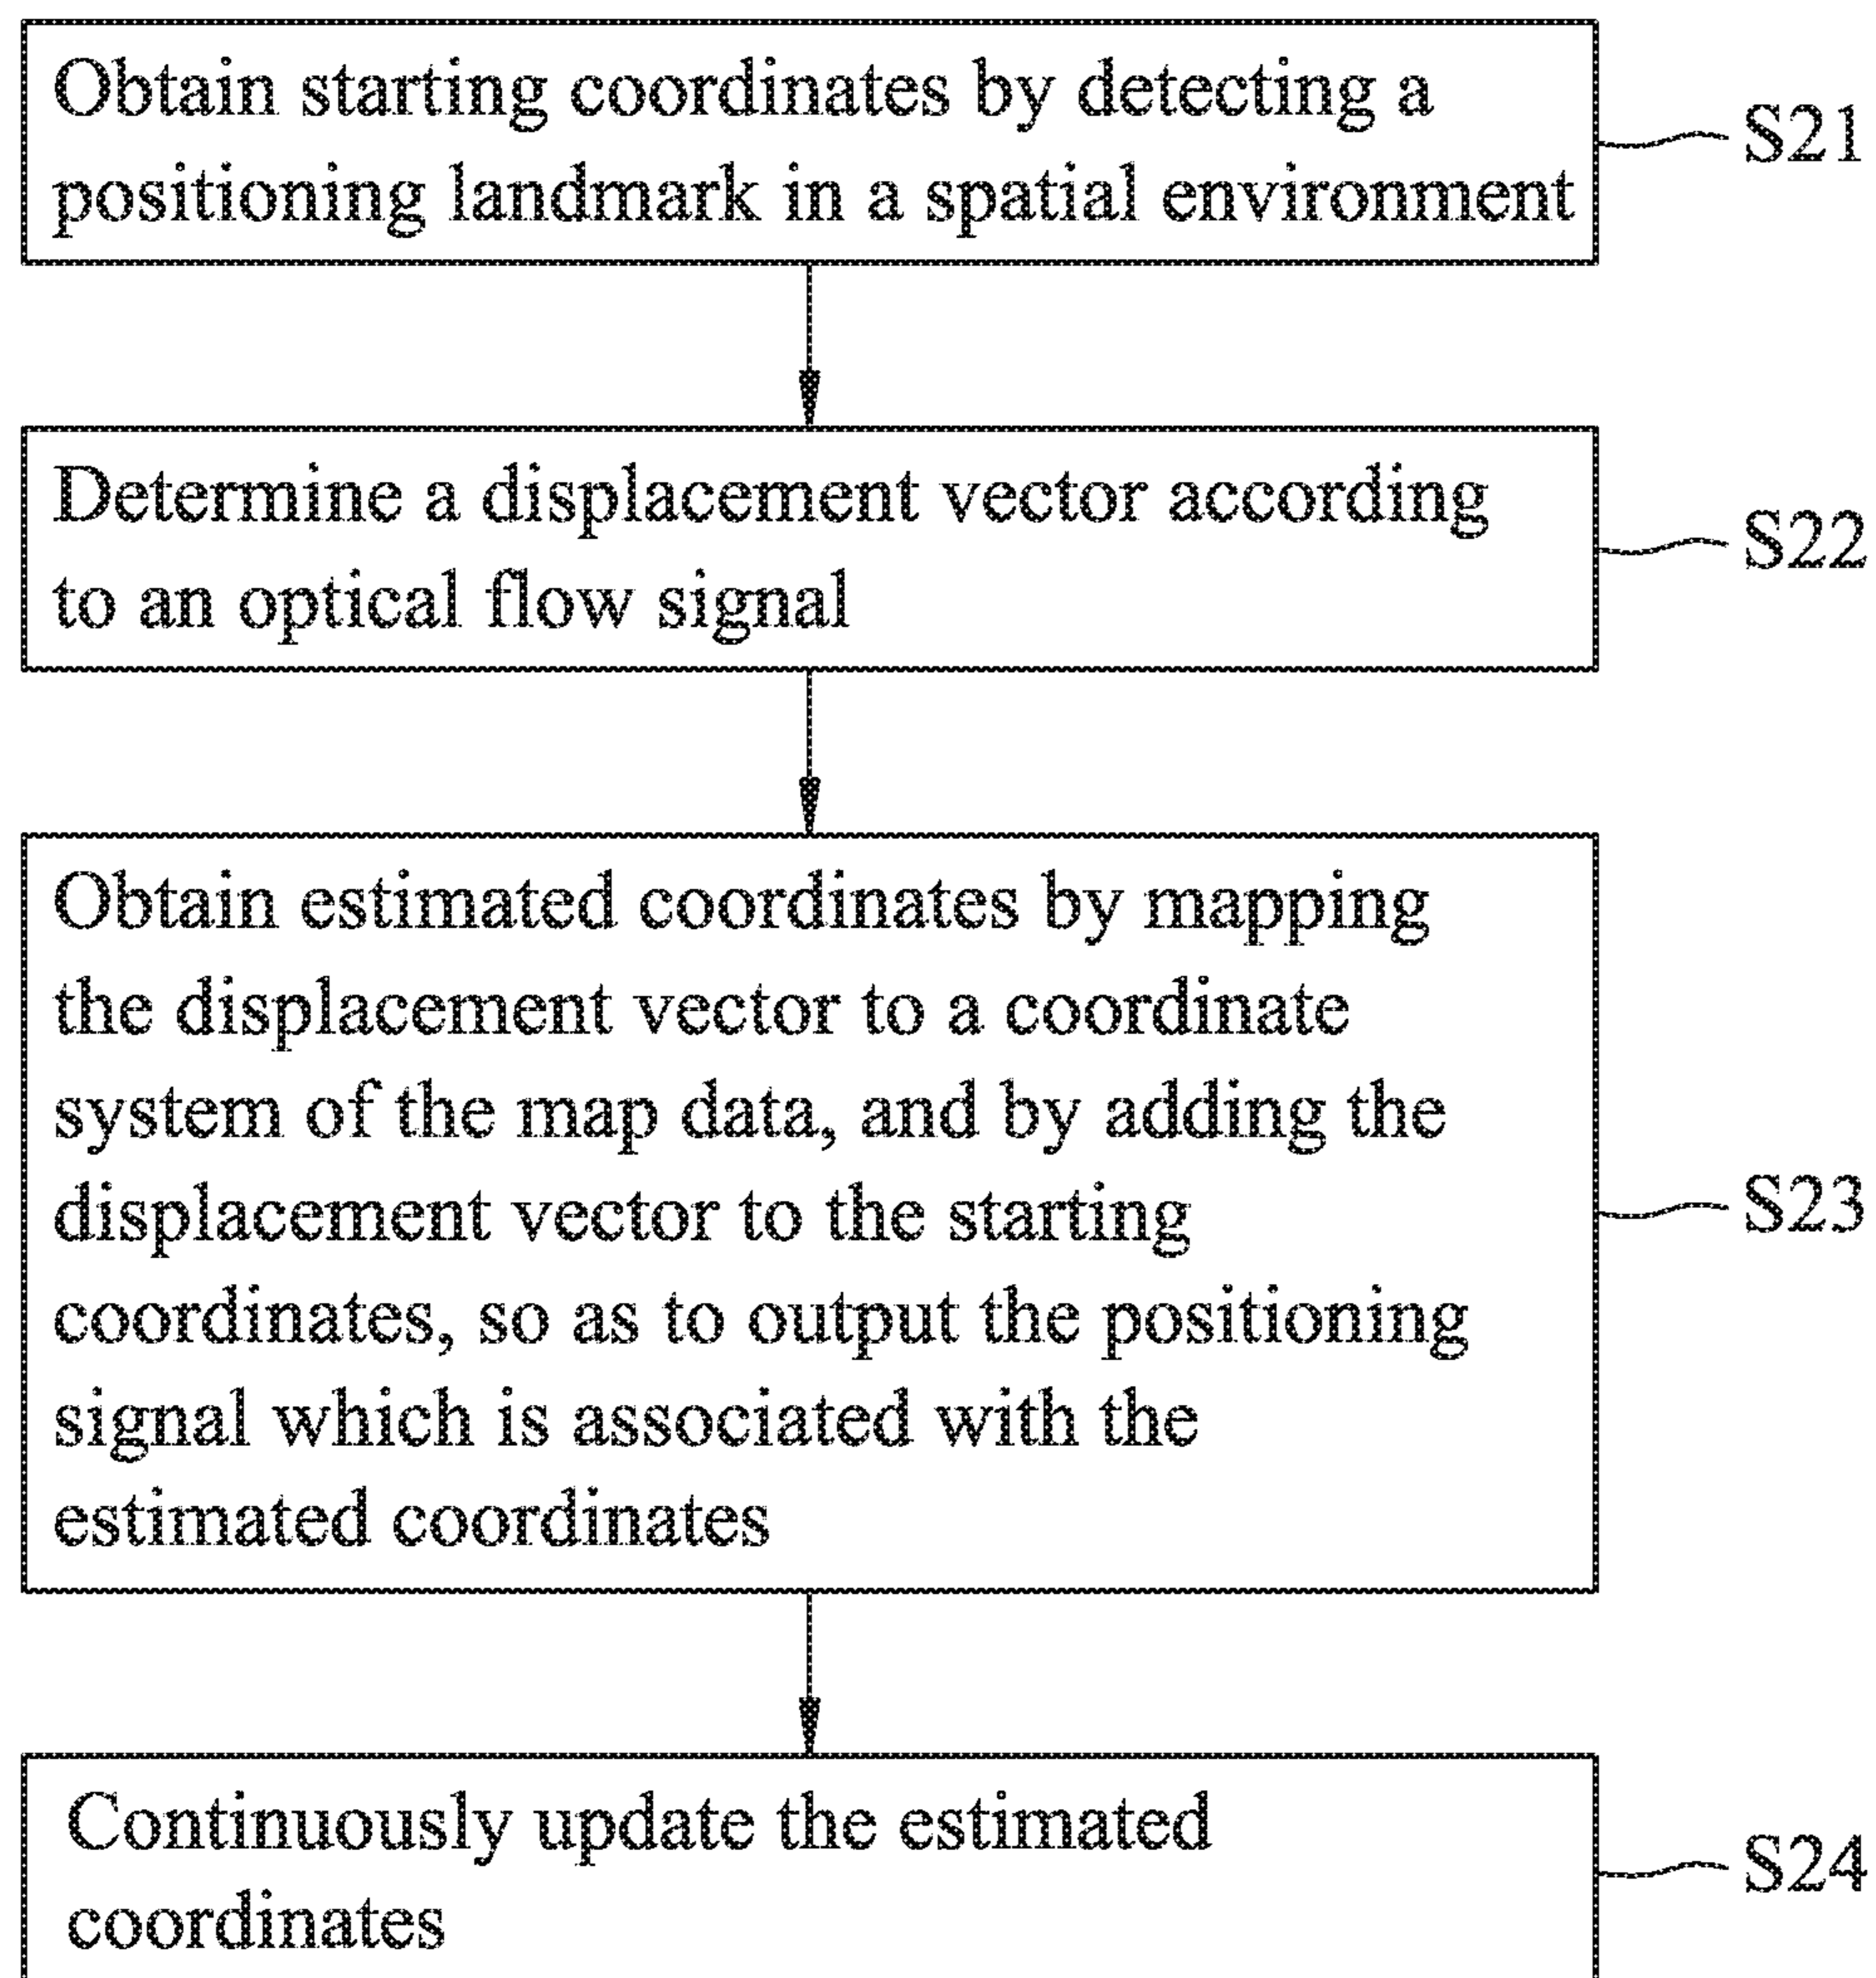 Obtain starting coordinates by detecting a
positioning landmark in a spatial environment
S21
Determine a displacement vector according
to an optical flow signal
S22
Obtain estimated coordinates by mapping
the displacement vector to a coordinate
system of the map data, and by adding the
displacement vector to the starting
coordinates, so as to output the positioning
signal which is associated with the
estimated coordinates
S23
Continuously update the estimated
coordinates
S24